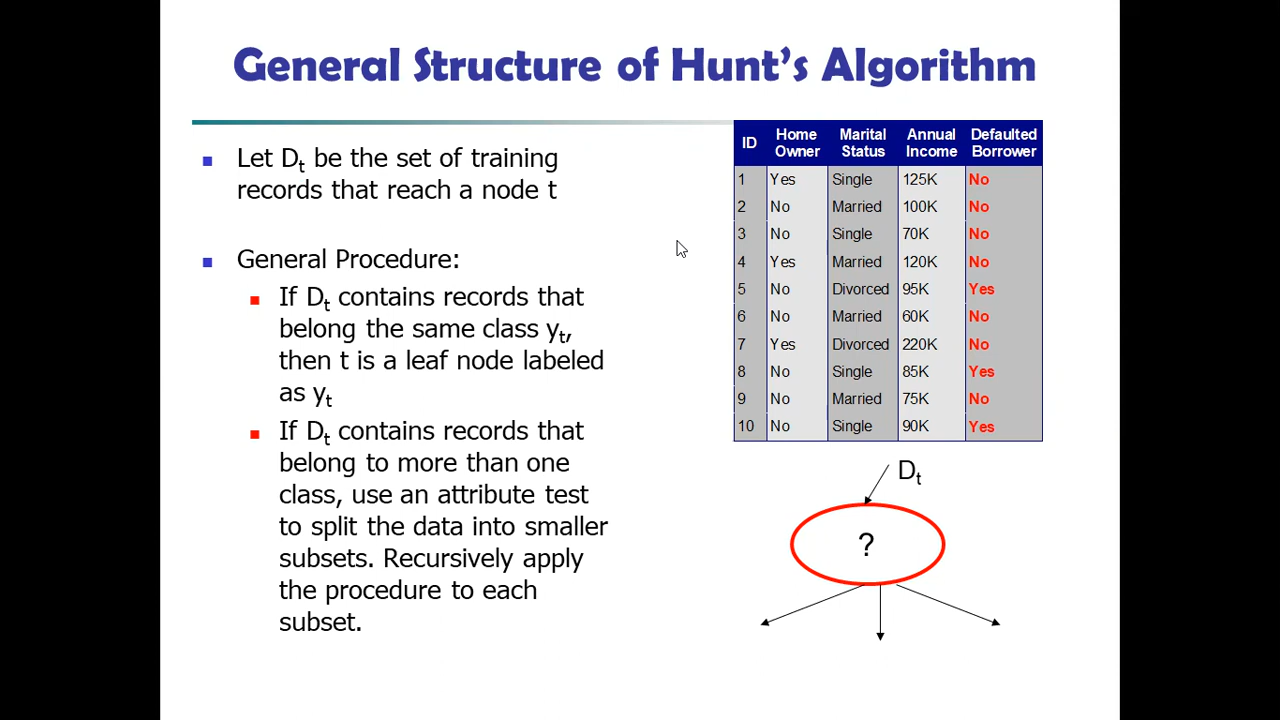 General Structure of Hunt's Algorithm
Let Dt be the set of training
records that reach a node t
General Procedure:
If Dt contains records that
belong the same class yt,
then t is a leaf node labeled
as yt
If Dt contains records that
belong to more than one
class, use an attribute test
to split the data into smaller
subsets. Recursively apply
the procedure to each
subset.
ID Home Owner Marital Status Annual Income Defaulted Borrower
1 Yes Single 125K No
2 No Married 100K No
3 No Single 70K No
4 Yes Married 120K No
5 No Divorced 95K Yes
6 No Married 60K No
7 Yes Divorced 220K No
8 No Single 85K Yes
9 No Married 75K No
10 No Single 90K Yes
Dt
?